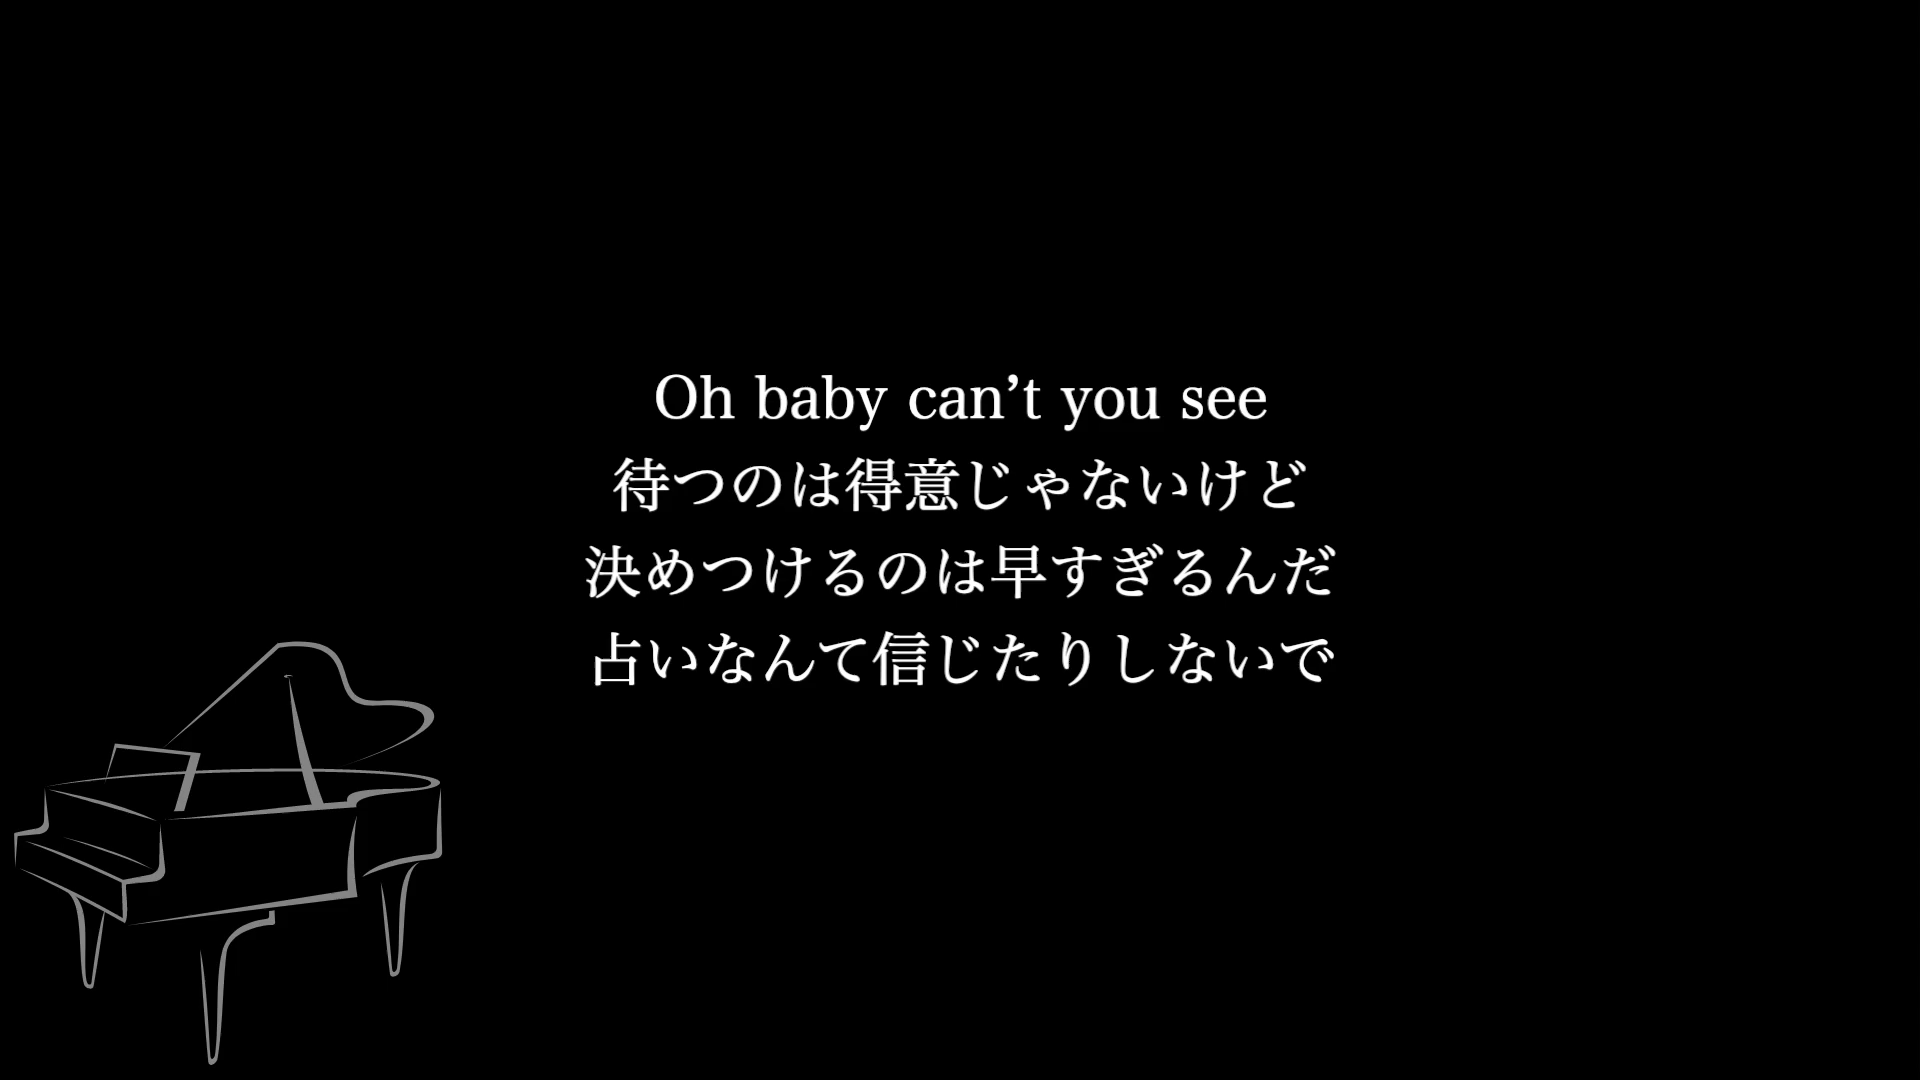 Oh baby can’t you see
待つのは得意じゃないけど
決めつけるのは早すぎるんだ
占いなんて信じたりしないで